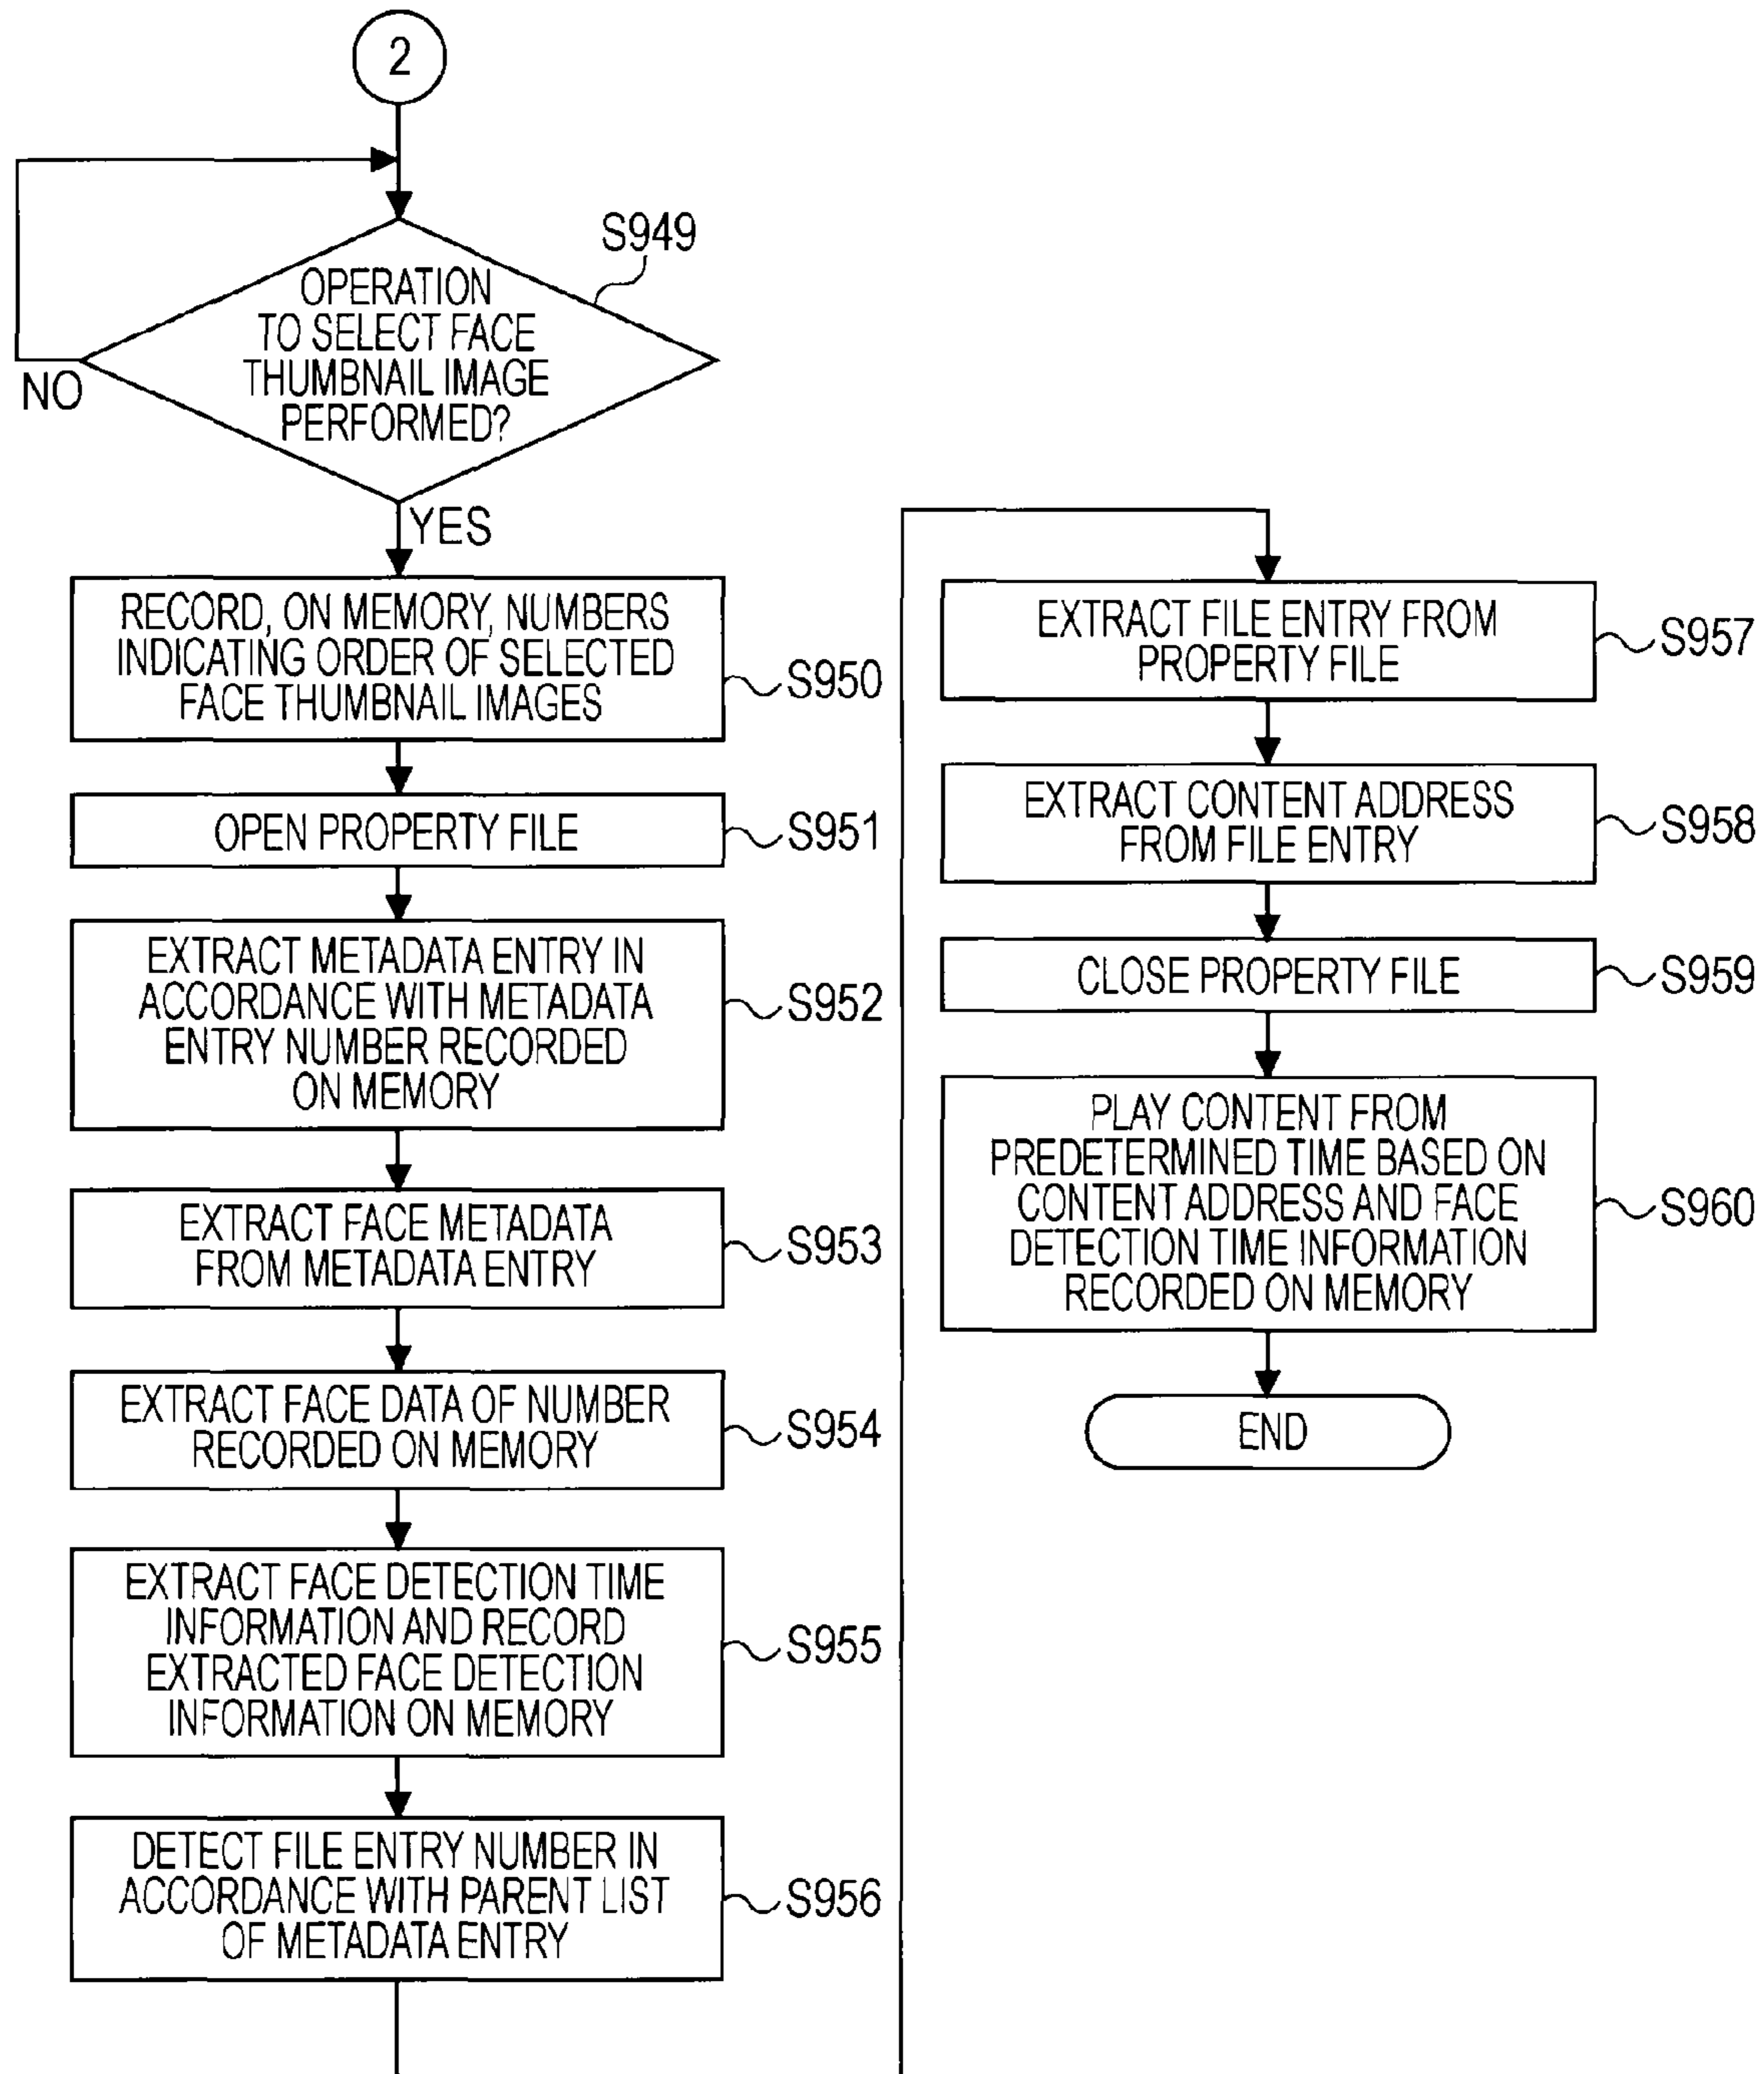 2
S949
OPERATION
TO SELECT FACE
THUMBNAIL IMAGE
PERFORMED?
NO
YES
RECORD, ON MEMORY, NUMBERS
INDICATING ORDER OF SELECTED
FACE THUMBNAIL IMAGES
S950
OPEN PROPERTY FILE
S951
EXTRACT METADATA ENTRY IN
ACCORDANCE WITH METADATA
ENTRY NUMBER RECORDED
ON MEMORY
S952
EXTRACT FACE METADATA
FROM METADATA ENTRY
S953
EXTRACT FACE DATA OF NUMBER
RECORDED ON MEMORY
S954
EXTRACT FACE DETECTION TIME
INFORMATION AND RECORD
EXTRACTED FACE DETECTION
INFORMATION ON MEMORY
S955
DETECT FILE ENTRY NUMBER IN
ACCORDANCE WITH PARENT LIST
OF METADATA ENTRY
S956
EXTRACT FILE ENTRY FROM
PROPERTY FILE
S957
EXTRACT CONTENT ADDRESS
FROM FILE ENTRY
S958
CLOSE PROPERTY FILE
S959
PLAY CONTENT FROM
PREDETERMINED TIME BASED ON
CONTENT ADDRESS AND FACE
DETECTION TIME INFORMATION
RECORDED ON MEMORY
S960
END